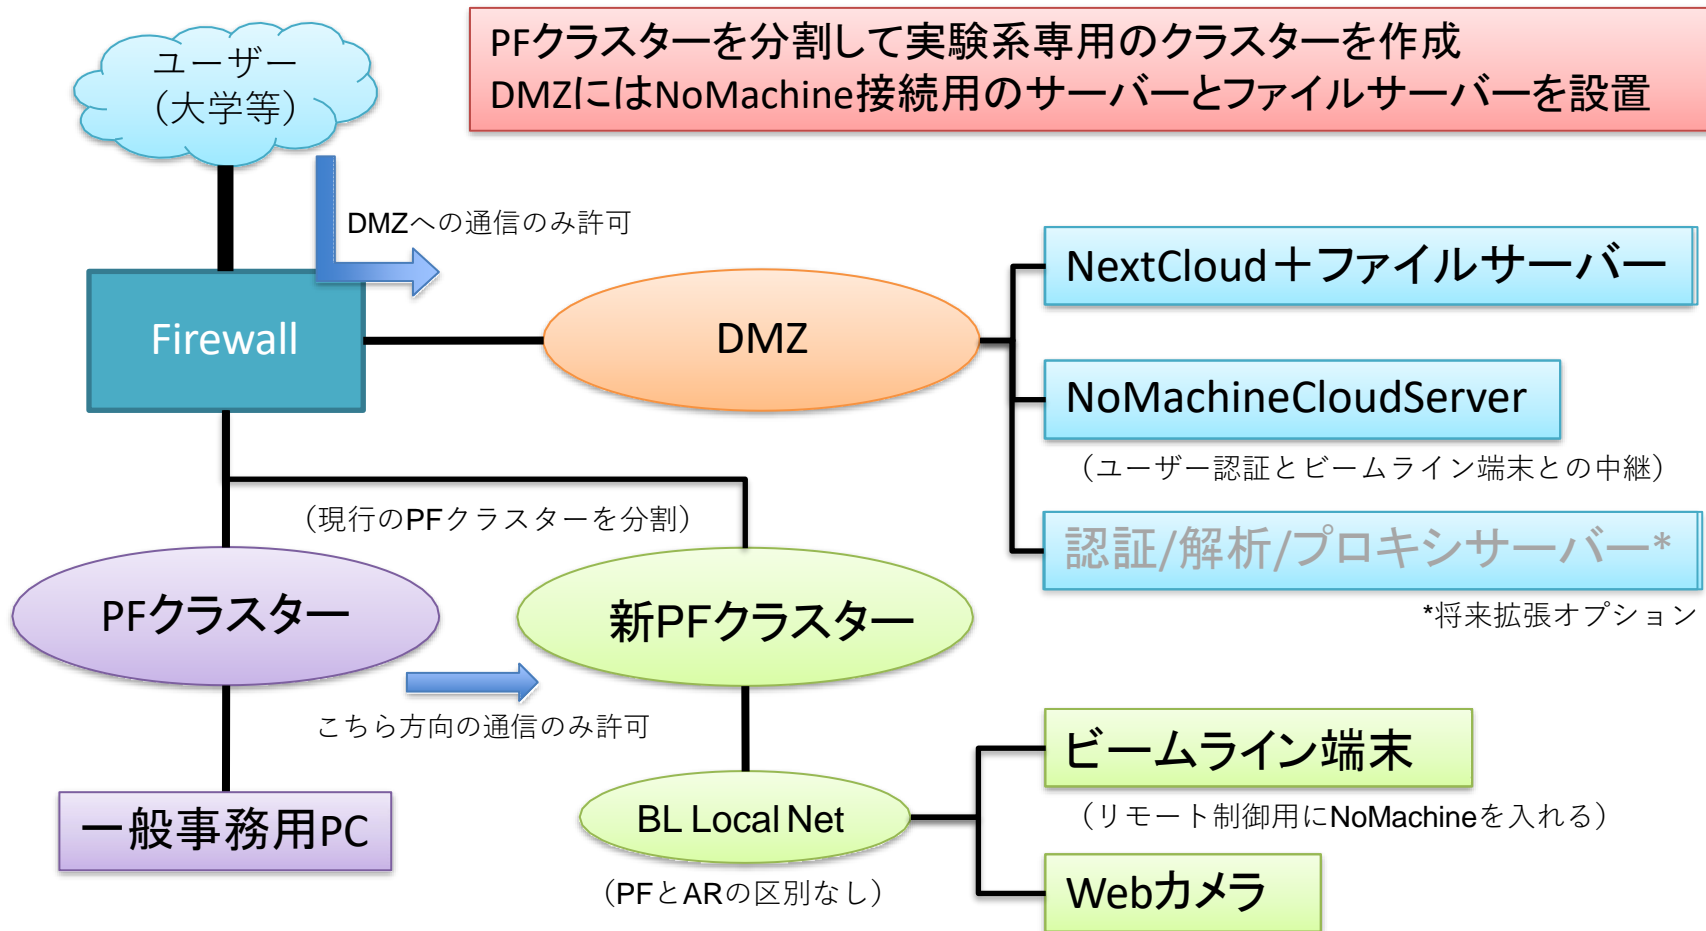 PFクラスターを分割して実験系専用のクラスターを作成
DMZにはNoMachine接続用のサーバーとファイルサーバーを設置
ユーザー
（大学等）
DMZへの通信のみ許可
Firewall
DMZ
NextCloud＋ファイルサーバー
NoMachineCloudServer
（ユーザー認証とビームライン端末との中継）
認証/解析/プロキシサーバー*
*将来拡張オプション
（現行のPFクラスターを分割）
PFクラスター
新PFクラスター
こちら方向の通信のみ許可
一般事務用PC
BL Local Net
（PFとARの区別なし）
ビームライン端末
（リモート制御用にNoMachineを入れる）
Webカメラ